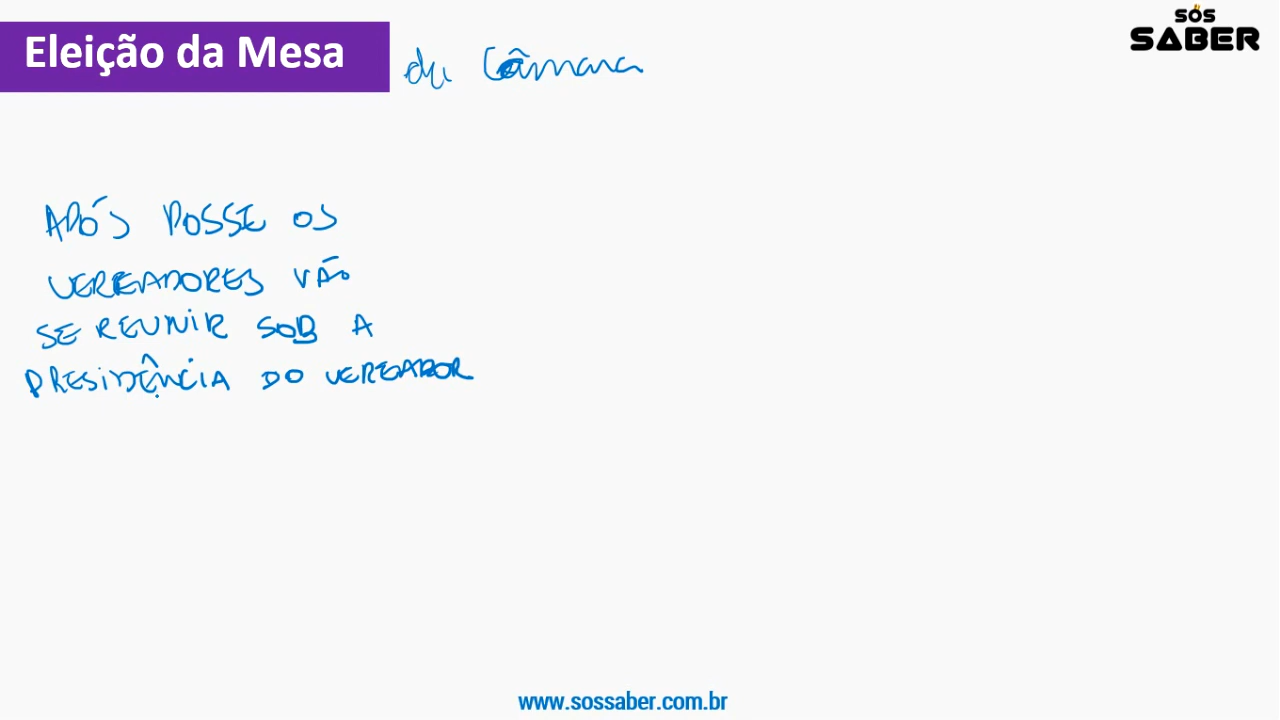 SÓS
SABER
Eleição da Mesa da Câmara
APÓS POSSE OS
VEREADORES VÃO
SE REUNIR SOB A
PRESIDÊNCIA DO VEREADOR
www.sossaber.com.br